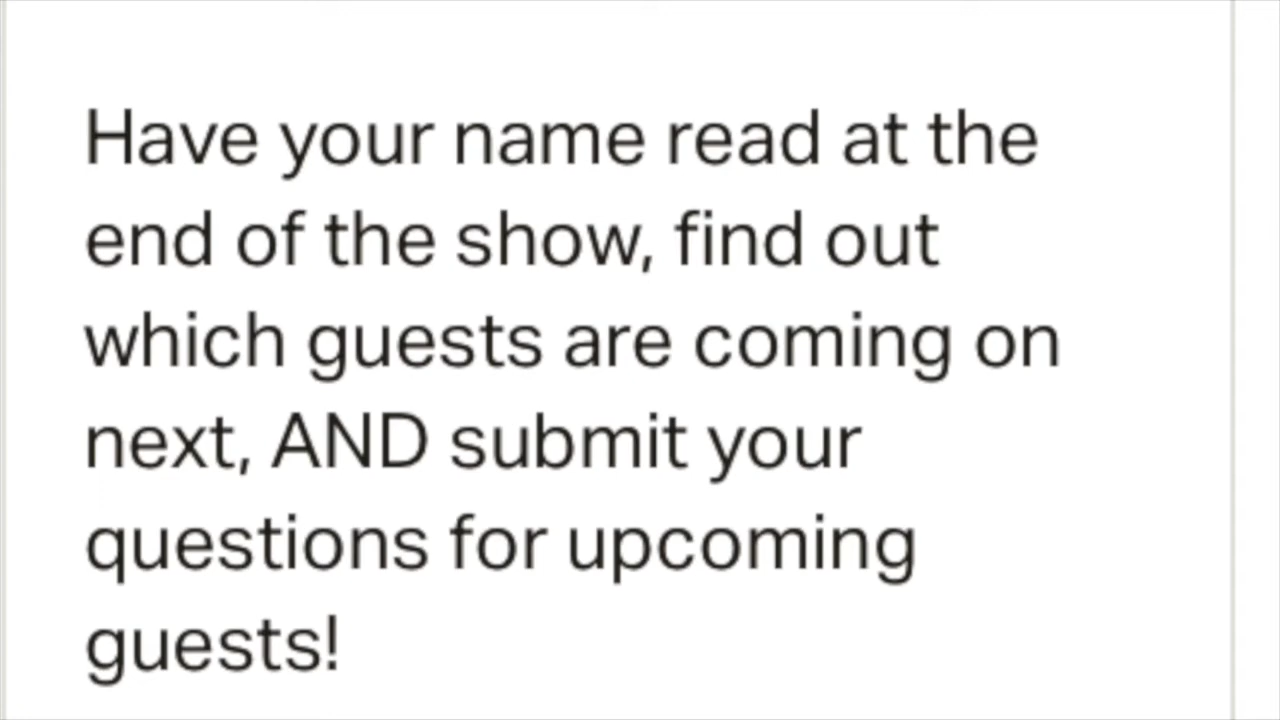 Have your name read at the
end of the show, find out
which guests are coming on
next, AND submit your
questions for upcoming
guests!